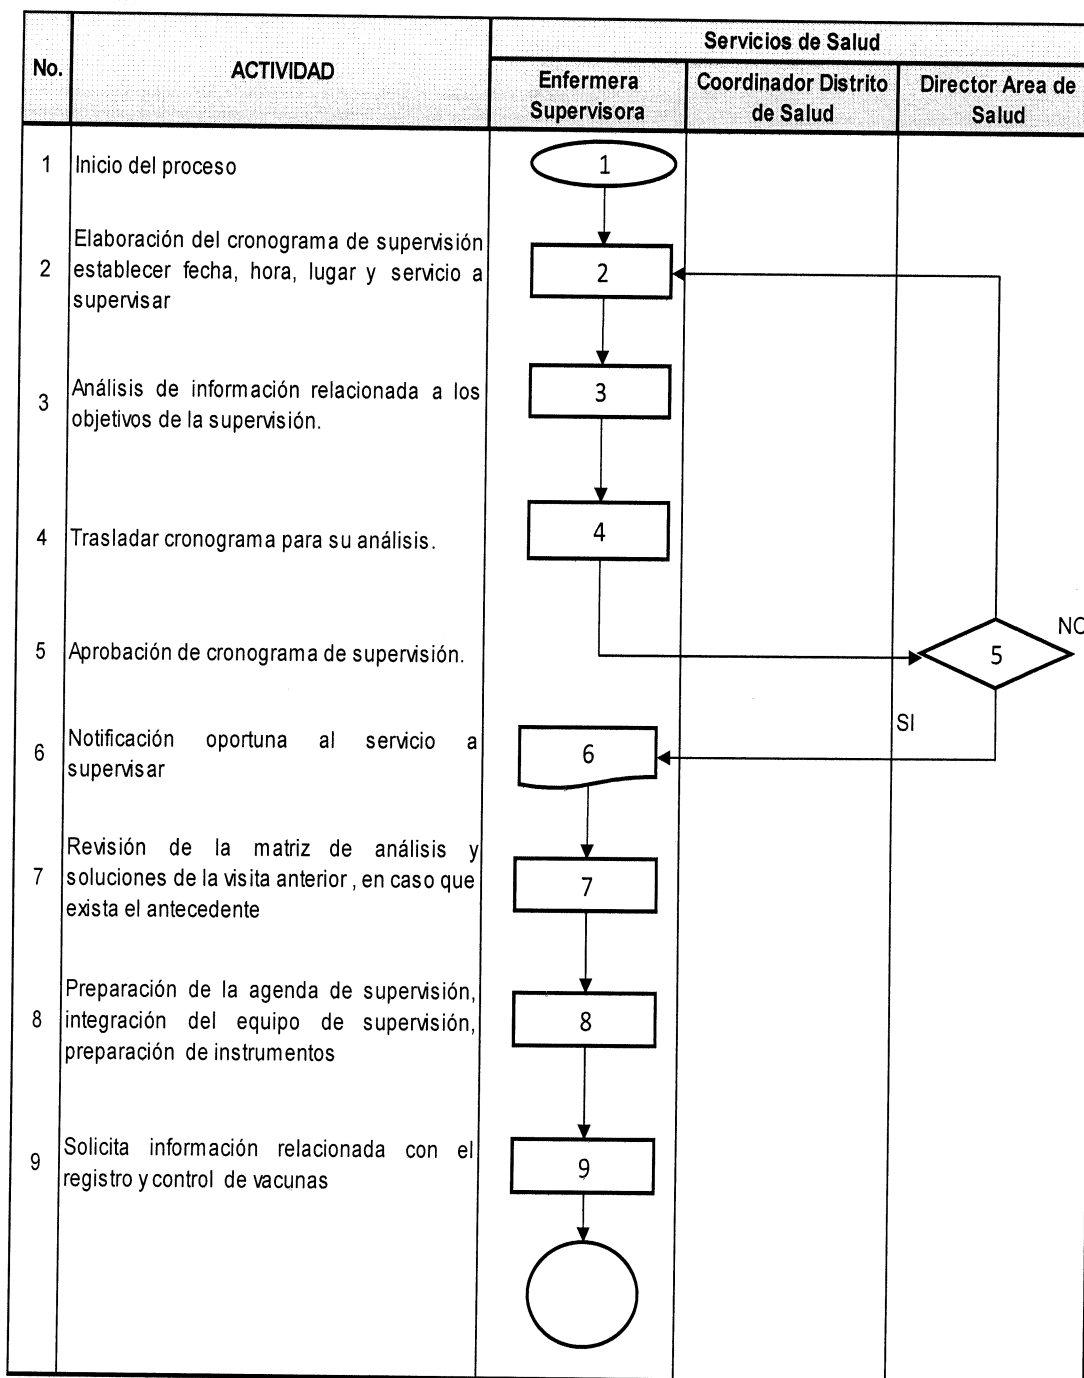 No.
ACTIVIDAD
Servicios de Salud
Enfermera
Supervisora
Coordinador Distrito
de Salud
Director Area de
Salud
1
Inicio del proceso
1
2
Elaboración del cronograma de supervisión
establecer fecha, hora, lugar y servicio a
supervisar
2
3
Análisis de información relacionada a los
objetivos de la supervisión.
3
4
Trasladar cronograma para su análisis.
4
5
Aprobación de cronograma de supervisión.
5
NO
SI
6
Notificación oportuna al servicio a
supervisar
6
7
Revisión de la matriz de análisis y
soluciones de la visita anterior , en caso que
exista el antecedente
7
8
Preparación de la agenda de supervisión,
integración del equipo de supervisión,
preparación de instrumentos
8
9
Solicita información relacionada con el
registro y control de vacunas
9